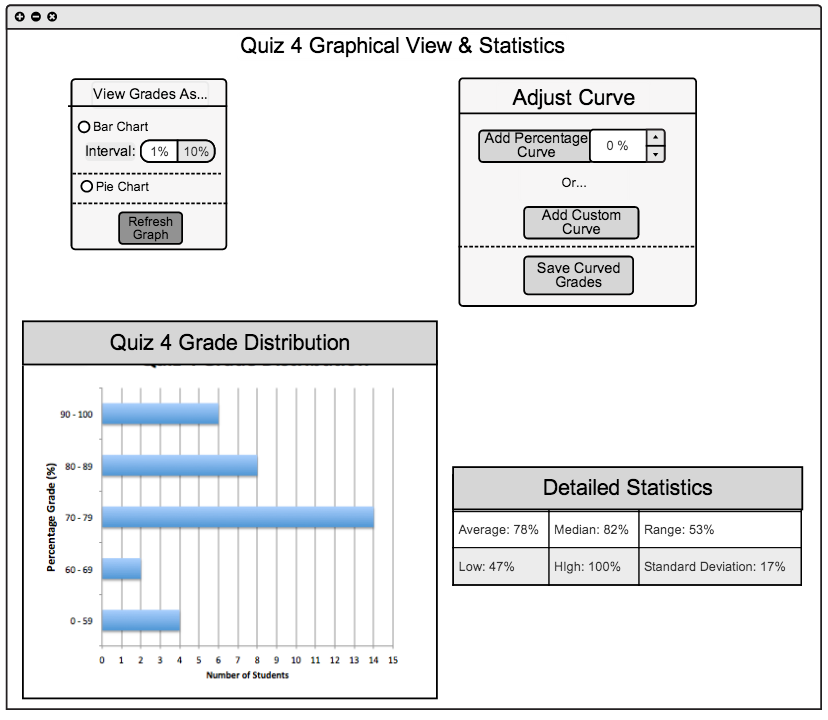 Quiz 4 Graphical View & Statistics
View Grades As...
Bar Chart
Interval: 1% 10%
Pie Chart
Refresh
Graph
Adjust Curve
Add Percentage
Curve
0 %
Or...
Add Custom
Curve
Save Curved
Grades
Quiz 4 Grade Distribution
Percentage Grade (%)
90 - 100
80 - 89
70 - 79
60 - 69
0 - 59
0 1 2 3 4 5 6 7 8 9 10 11 12 13 14 15
Number of Students
Detailed Statistics
Average: 78% Median: 82% Range: 53%
Low: 47% HIgh: 100% Standard Deviation: 17%